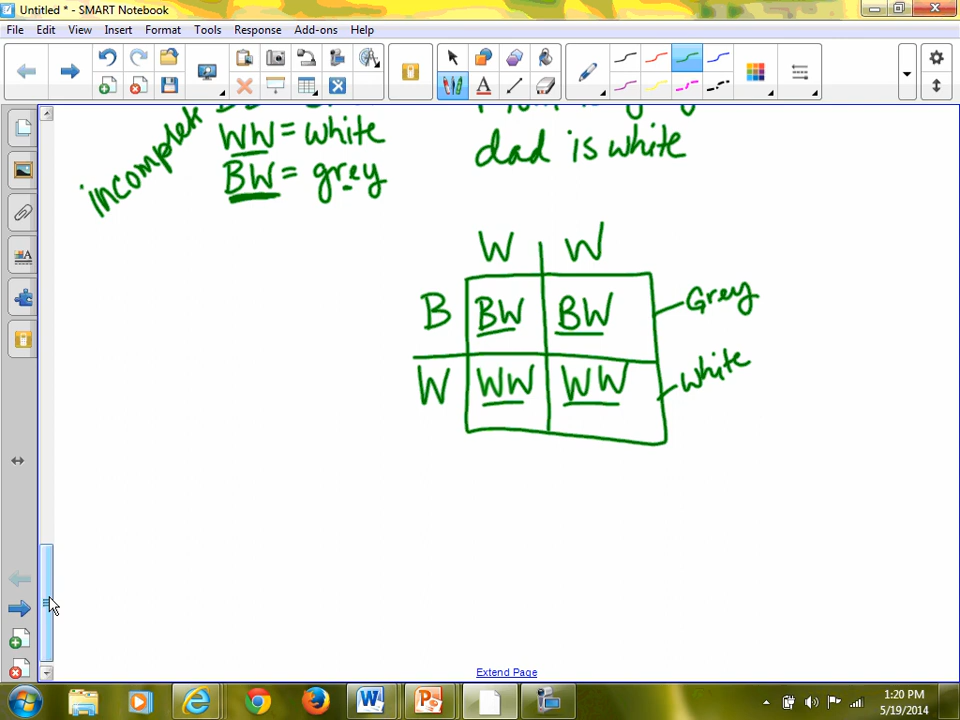 Untitled * - SMART Notebook
File Edit View Insert Format Tools Response Add-ons Help
incomplete
WW = white
dad is white
BW = grey
W W
B BW BW Grey
W WW WW white
Extend Page
1:20 PM
5/19/2014